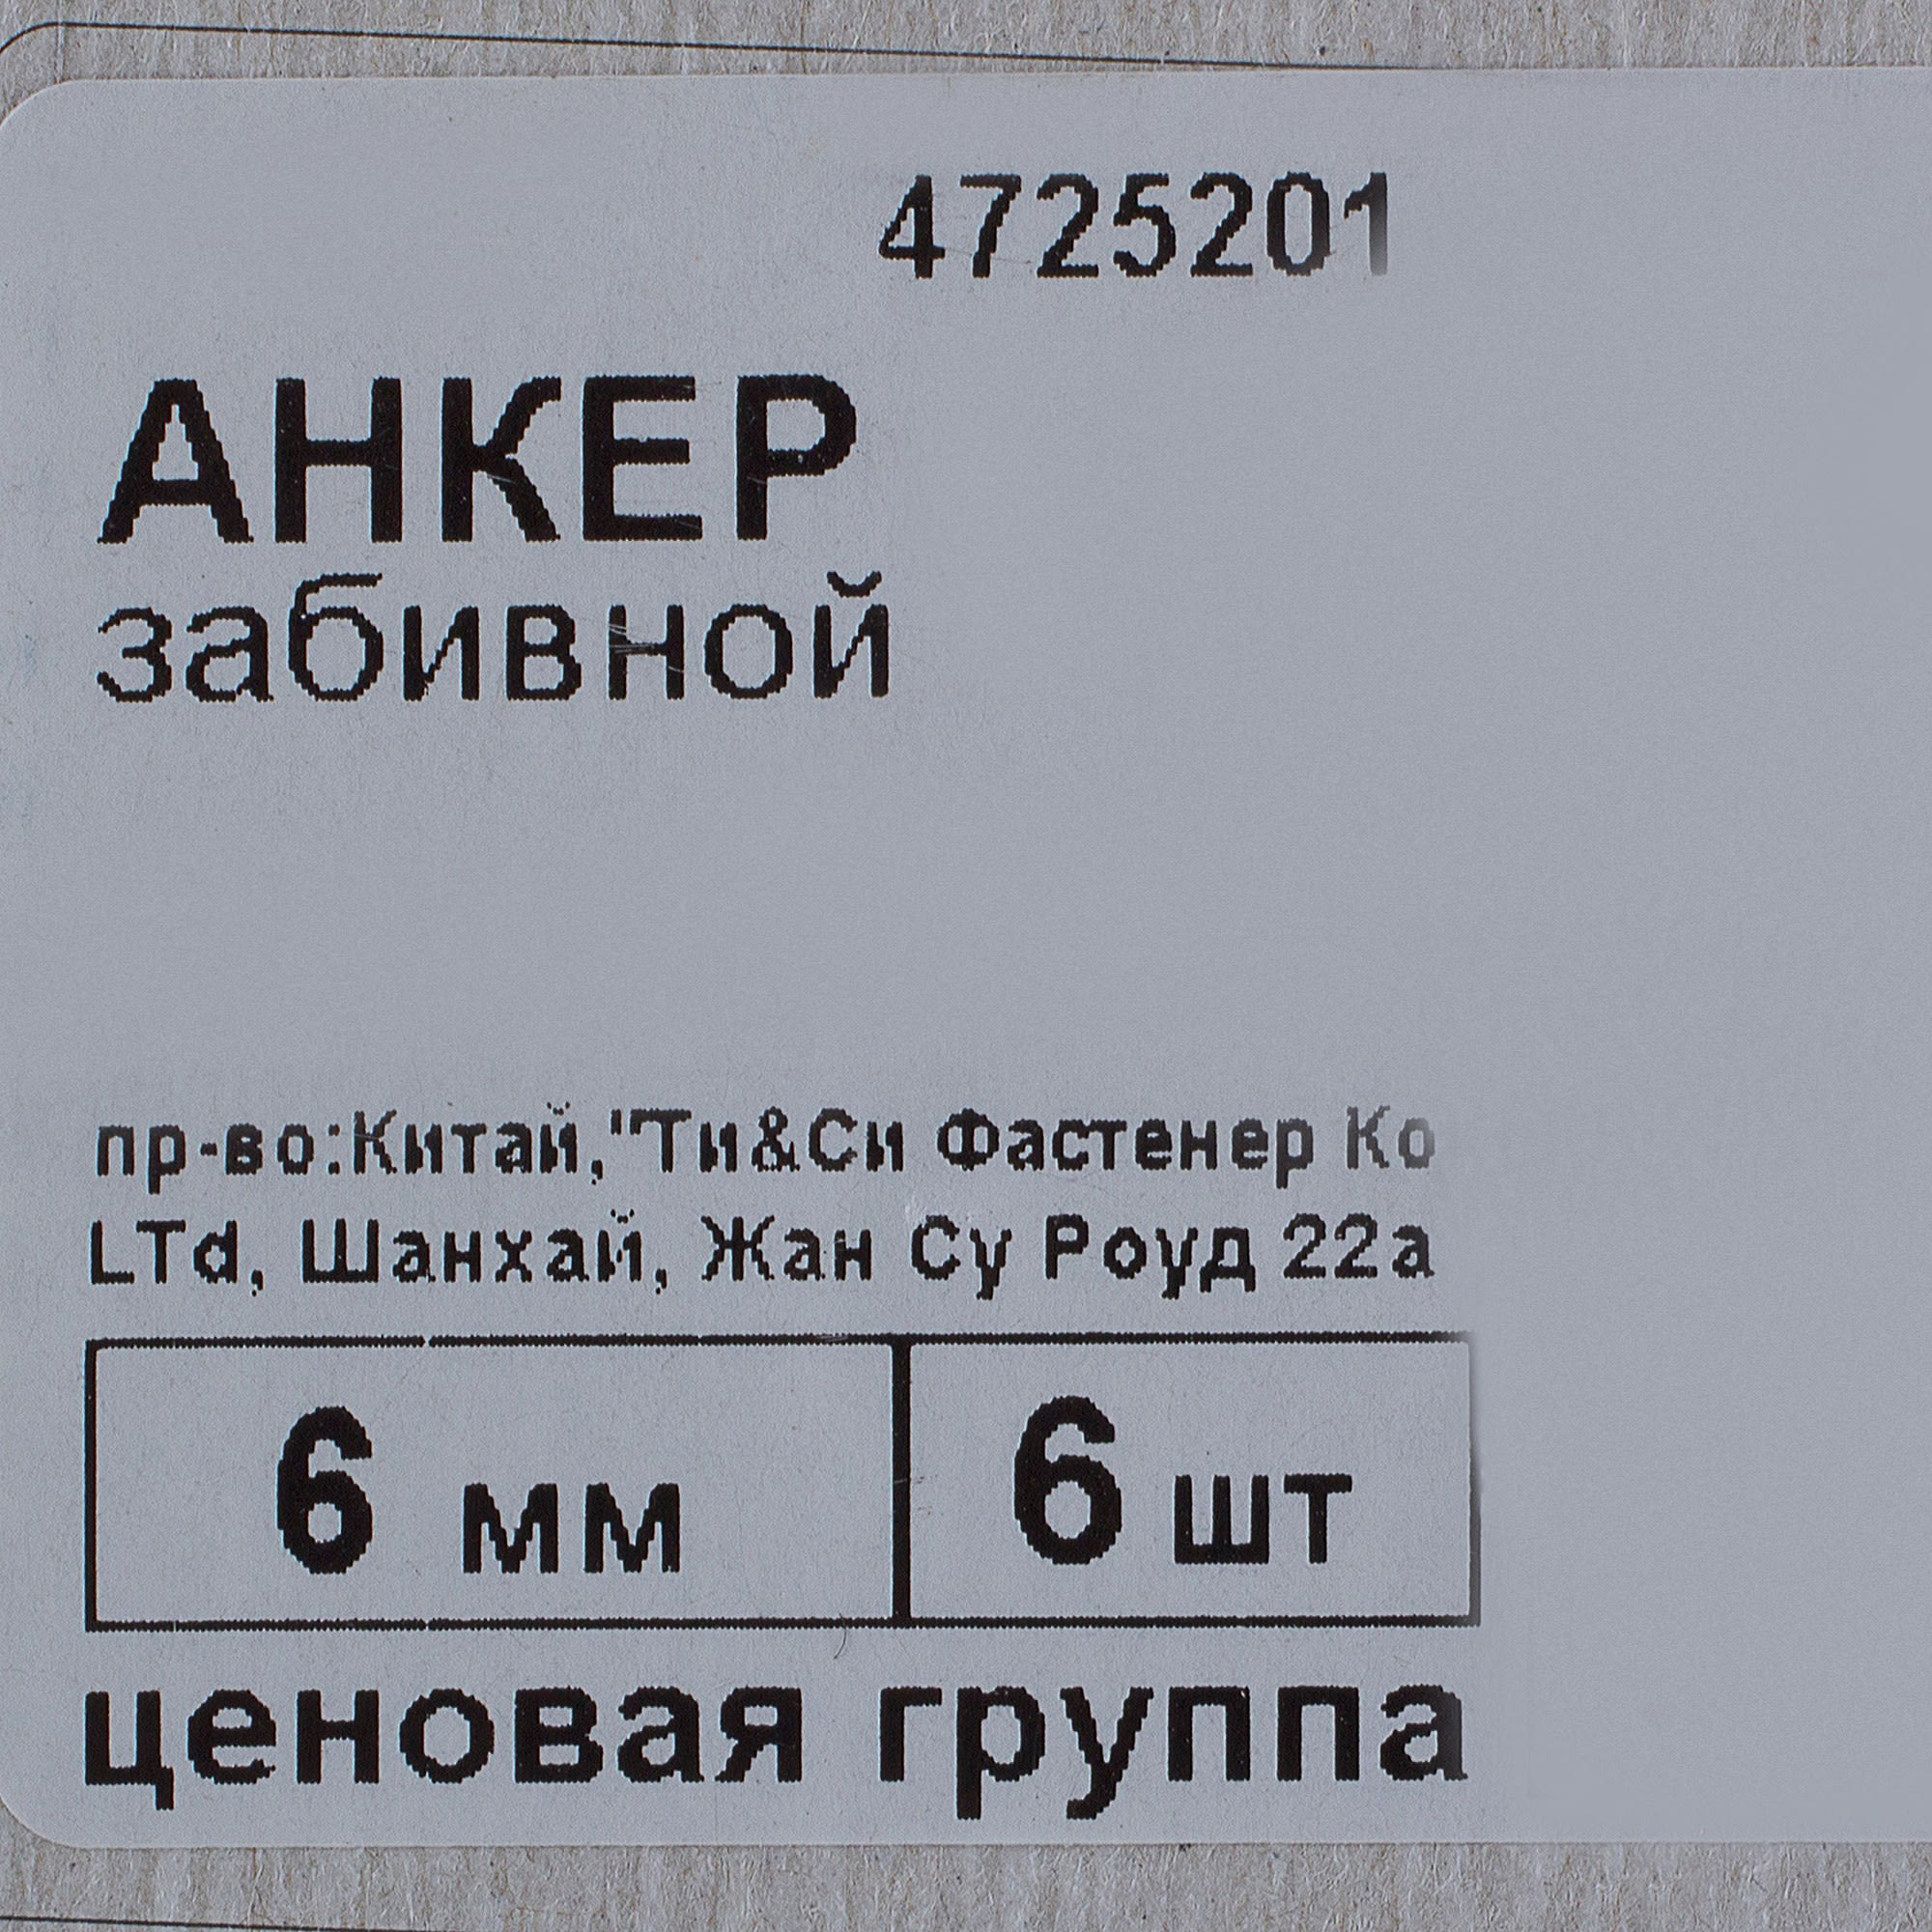 4725201
АНКЕР
забивной
пр-во:Китай,"Ти&Си Фастенер Ко
LTd, Шанхай, Жан Су Роуд 22а
6 мм 6 шт
ценовая группа